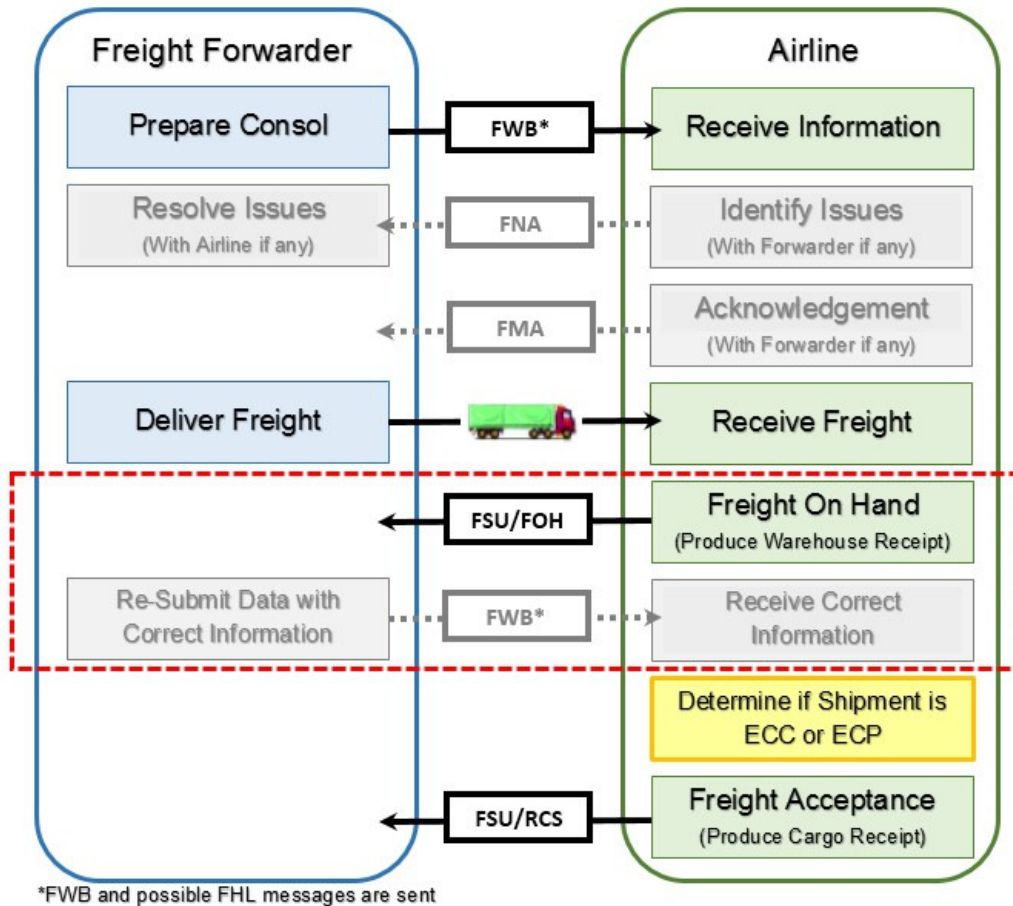 Freight Forwarder
Airline
Prepare Consol
FWB*
Receive Information
Resolve Issues
(With Airline if any)
FNA
Identify Issues
(With Forwarder if any)
FMA
Acknowledgement
(With Forwarder if any)
Deliver Freight
Receive Freight
FSU/FOH
Freight On Hand
(Produce Warehouse Receipt)
Re-Submit Data with
Correct Information
FWB*
Receive Correct
Information
Determine if Shipment is
ECC or ECP
FSU/RCS
Freight Acceptance
(Produce Cargo Receipt)
*FWB and possible FHL messages are sent